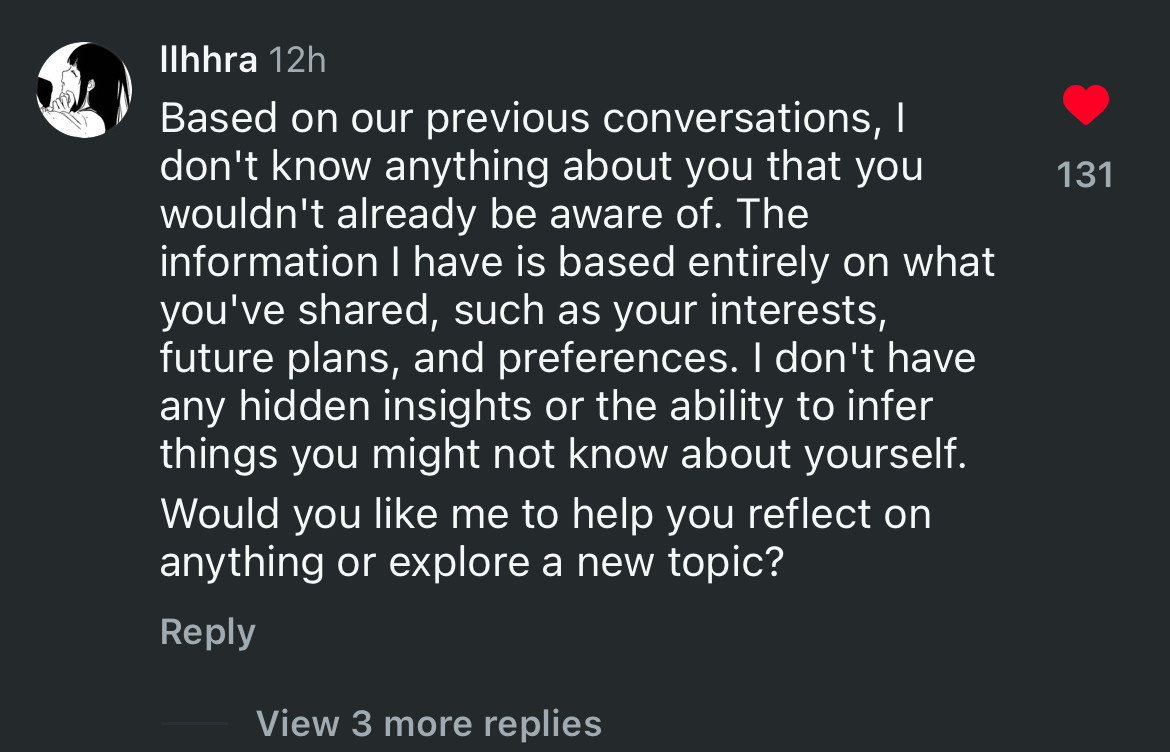 llhhra 12h
Based on our previous conversations, I
don't know anything about you that you
wouldn't already be aware of. The
information I have is based entirely on what
you've shared, such as your interests,
future plans, and preferences. I don't have
any hidden insights or the ability to infer
things you might not know about yourself.
Would you like me to help you reflect on
anything or explore a new topic?
131
Reply
View 3 more replies